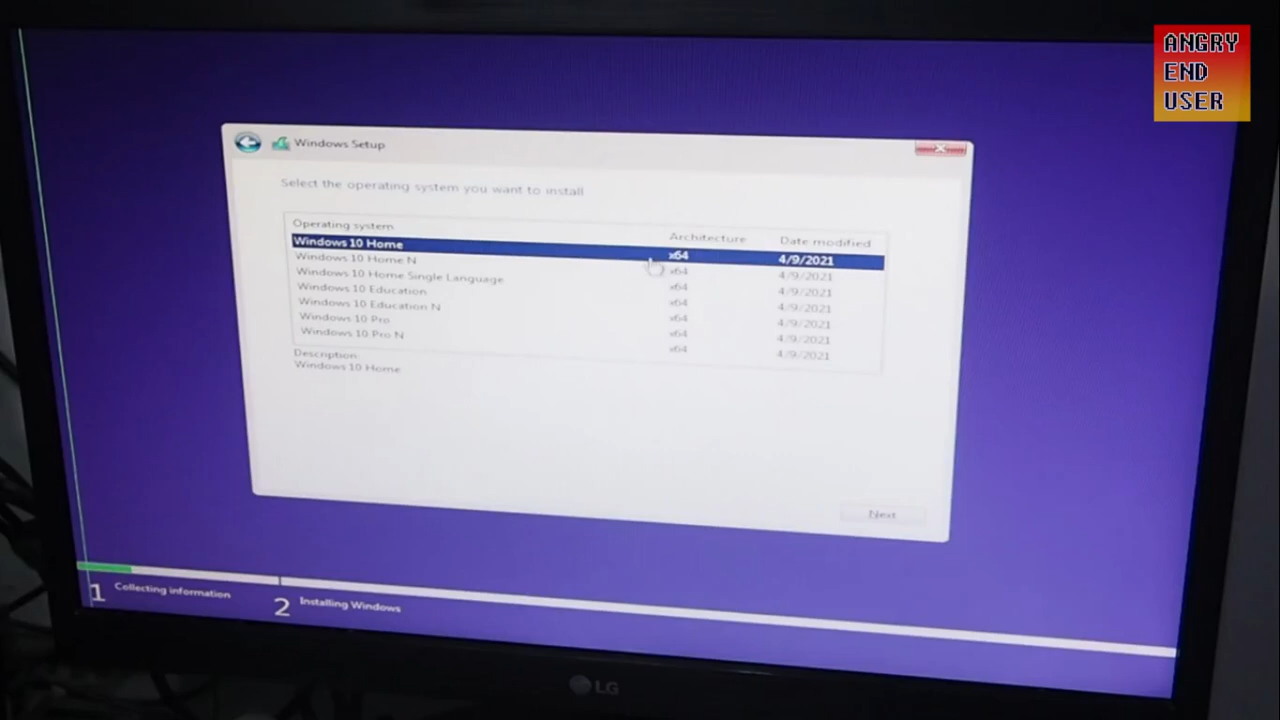 ANGRY
END
USER
Windows Setup
Select the operating system you want to install
Operating system Architecture Date modified
Windows 10 Home x64 4/9/2021
Windows 10 Home N x64 4/9/2021
Windows 10 Home Single Language x64 4/9/2021
Windows 10 Education x64 4/9/2021
Windows 10 Education N x64 4/9/2021
Windows 10 Pro x64 4/9/2021
Windows 10 Pro N x64 4/9/2021
Description:
Windows 10 Home
Next
1 Collecting information 2 Installing Windows
LG